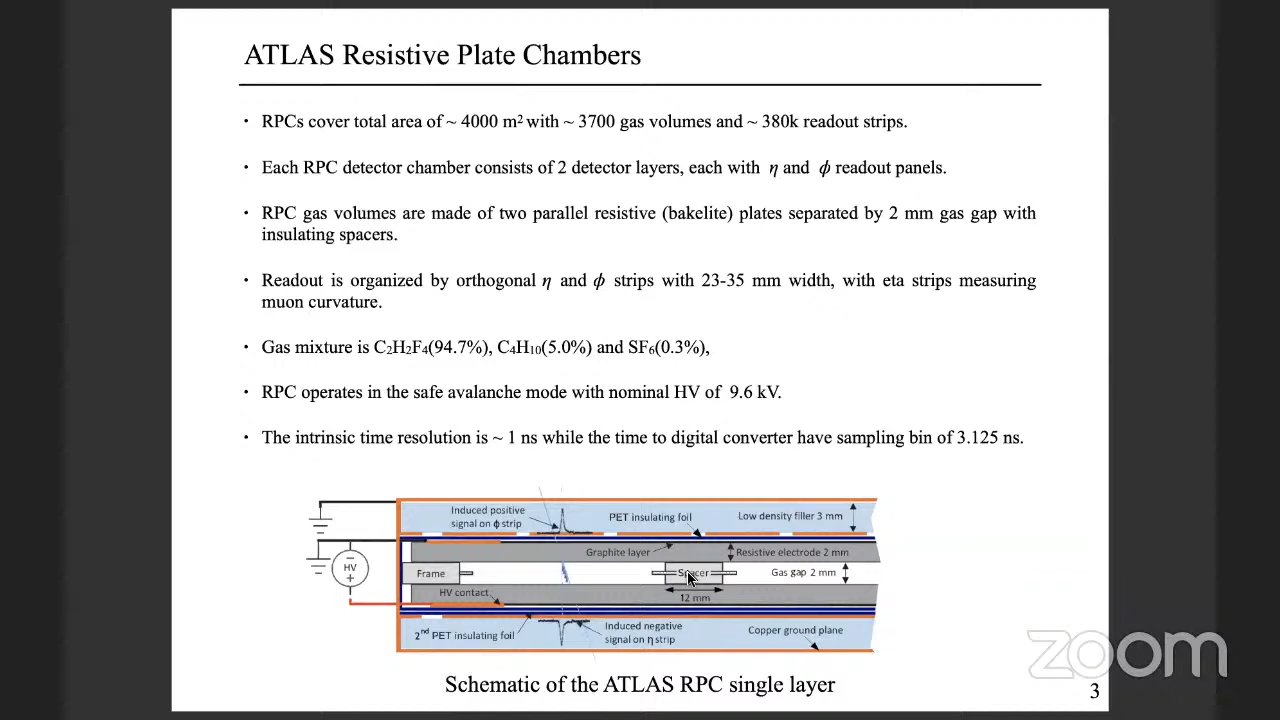 ATLAS Resistive Plate Chambers
• RPCs cover total area of ~ 4000 m² with ~ 3700 gas volumes and ~ 380k readout strips.
• Each RPC detector chamber consists of 2 detector layers, each with η and ϕ readout panels.
• RPC gas volumes are made of two parallel resistive (bakelite) plates separated by 2 mm gas gap with
insulating spacers.
• Readout is organized by orthogonal η and ϕ strips with 23-35 mm width, with eta strips measuring
muon curvature.
• Gas mixture is C₂H₂F₄(94.7%), C₄H₁₀(5.0%) and SF₆(0.3%),
• RPC operates in the safe avalanche mode with nominal HV of 9.6 kV.
• The intrinsic time resolution is ~ 1 ns while the time to digital converter have sampling bin of 3.125 ns.
Induced positive
signal on ϕ strip
PET insulating foil
Low density filler 3 mm
Graphite layer
Resistive electrode 2 mm
HV
Frame
Spacer
Gas gap 2 mm
HV contact
12 mm
2nd PET insulating foil
Induced negative
signal on η strip
Copper ground plane
Schematic of the ATLAS RPC single layer
zoom
3